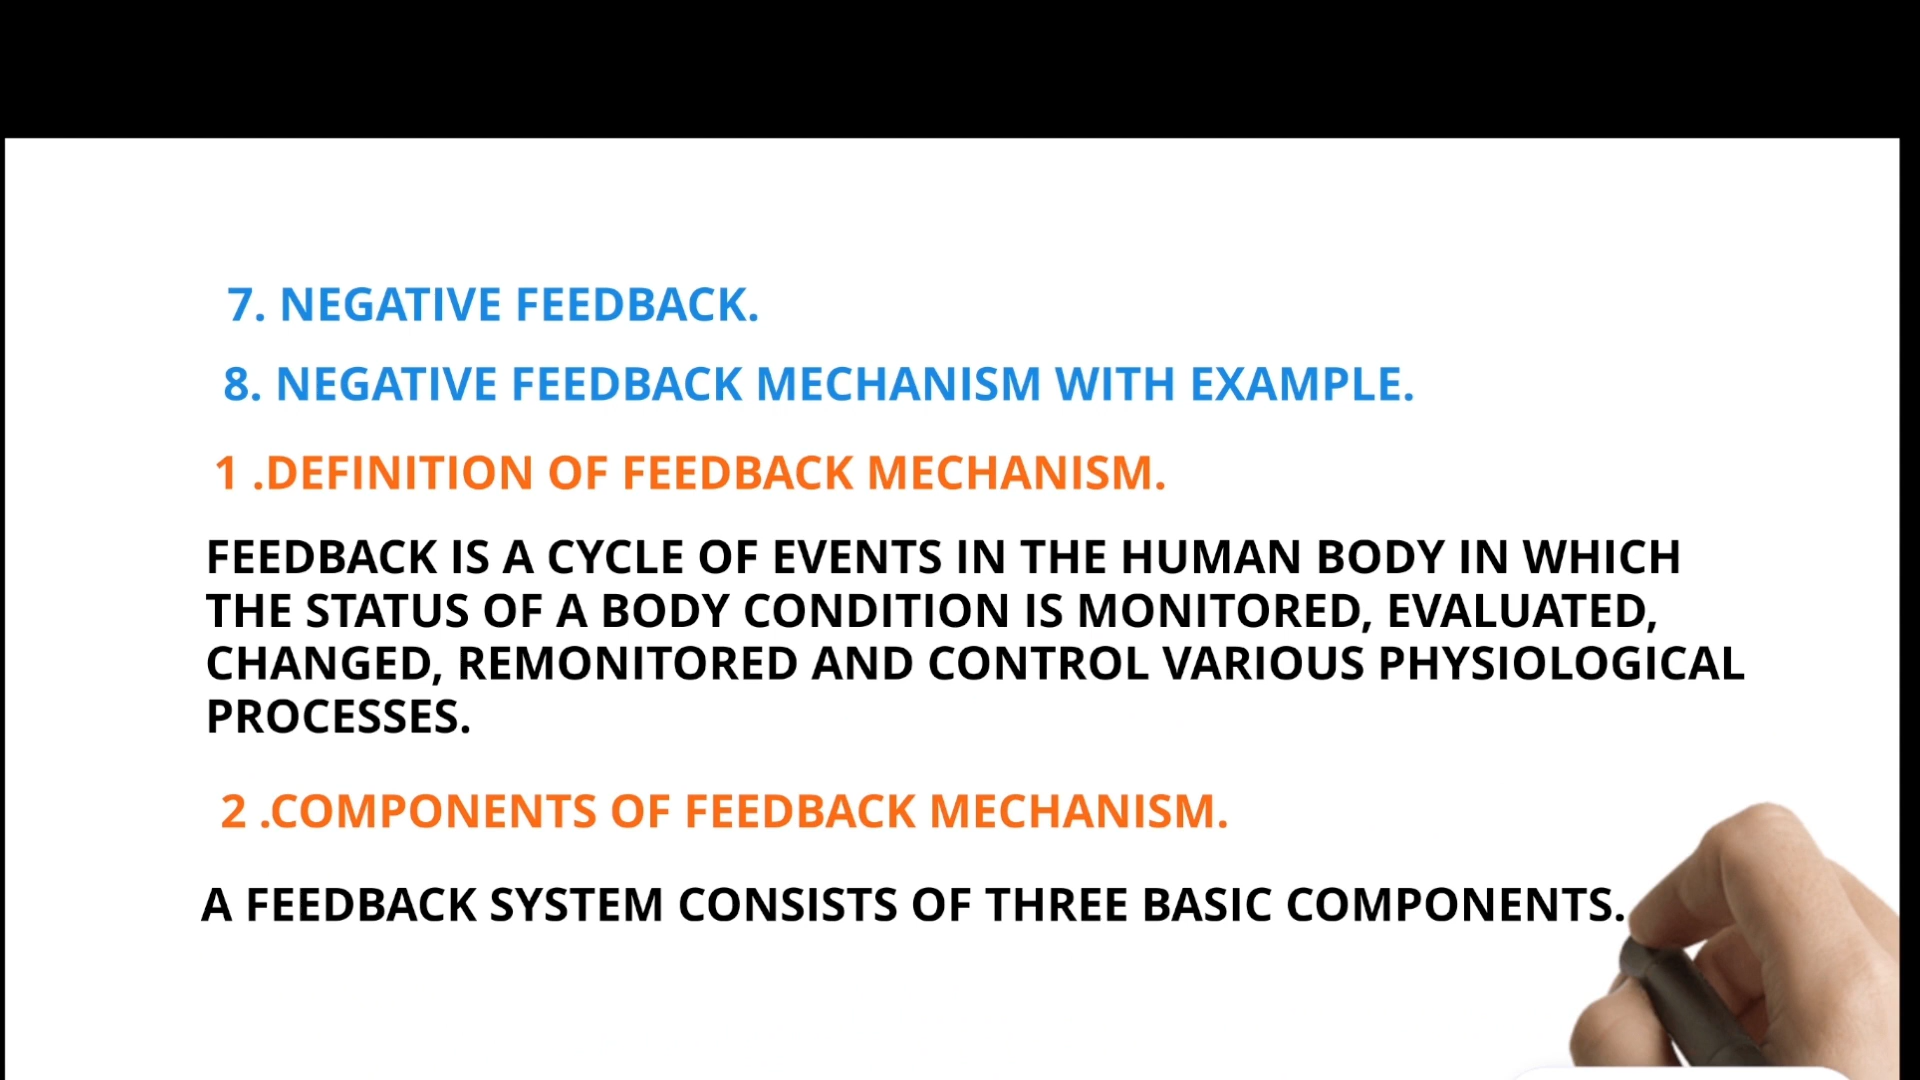 7. NEGATIVE FEEDBACK.
8. NEGATIVE FEEDBACK MECHANISM WITH EXAMPLE.
1 .DEFINITION OF FEEDBACK MECHANISM.
FEEDBACK IS A CYCLE OF EVENTS IN THE HUMAN BODY IN WHICH
THE STATUS OF A BODY CONDITION IS MONITORED, EVALUATED,
CHANGED, REMONITORED AND CONTROL VARIOUS PHYSIOLOGICAL
PROCESSES.
2 .COMPONENTS OF FEEDBACK MECHANISM.
A FEEDBACK SYSTEM CONSISTS OF THREE BASIC COMPONENTS.